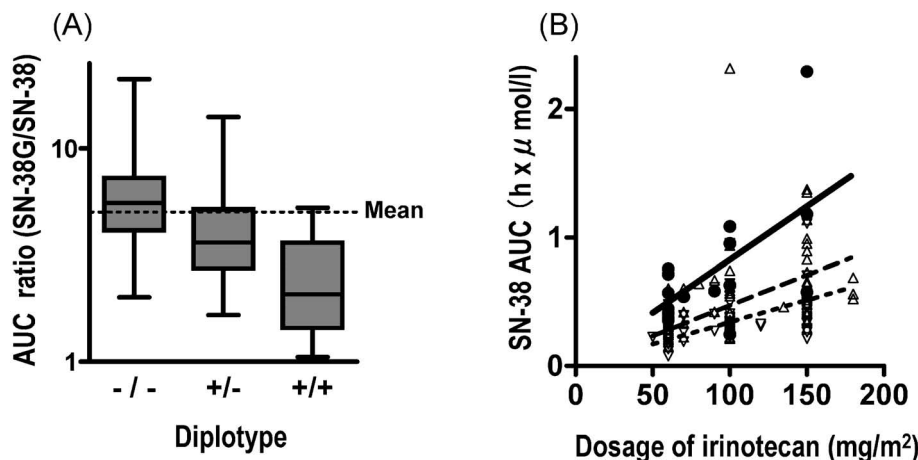 (A)
AUC ratio (SN-38G/SN-38)
10
1
Mean
- / -
+/-
+/+
Diplotype
(B)
SN-38 AUC (h x μ mol/l)
2
1
0
0
50
100
150
200
Dosage of irinotecan (mg/m²)